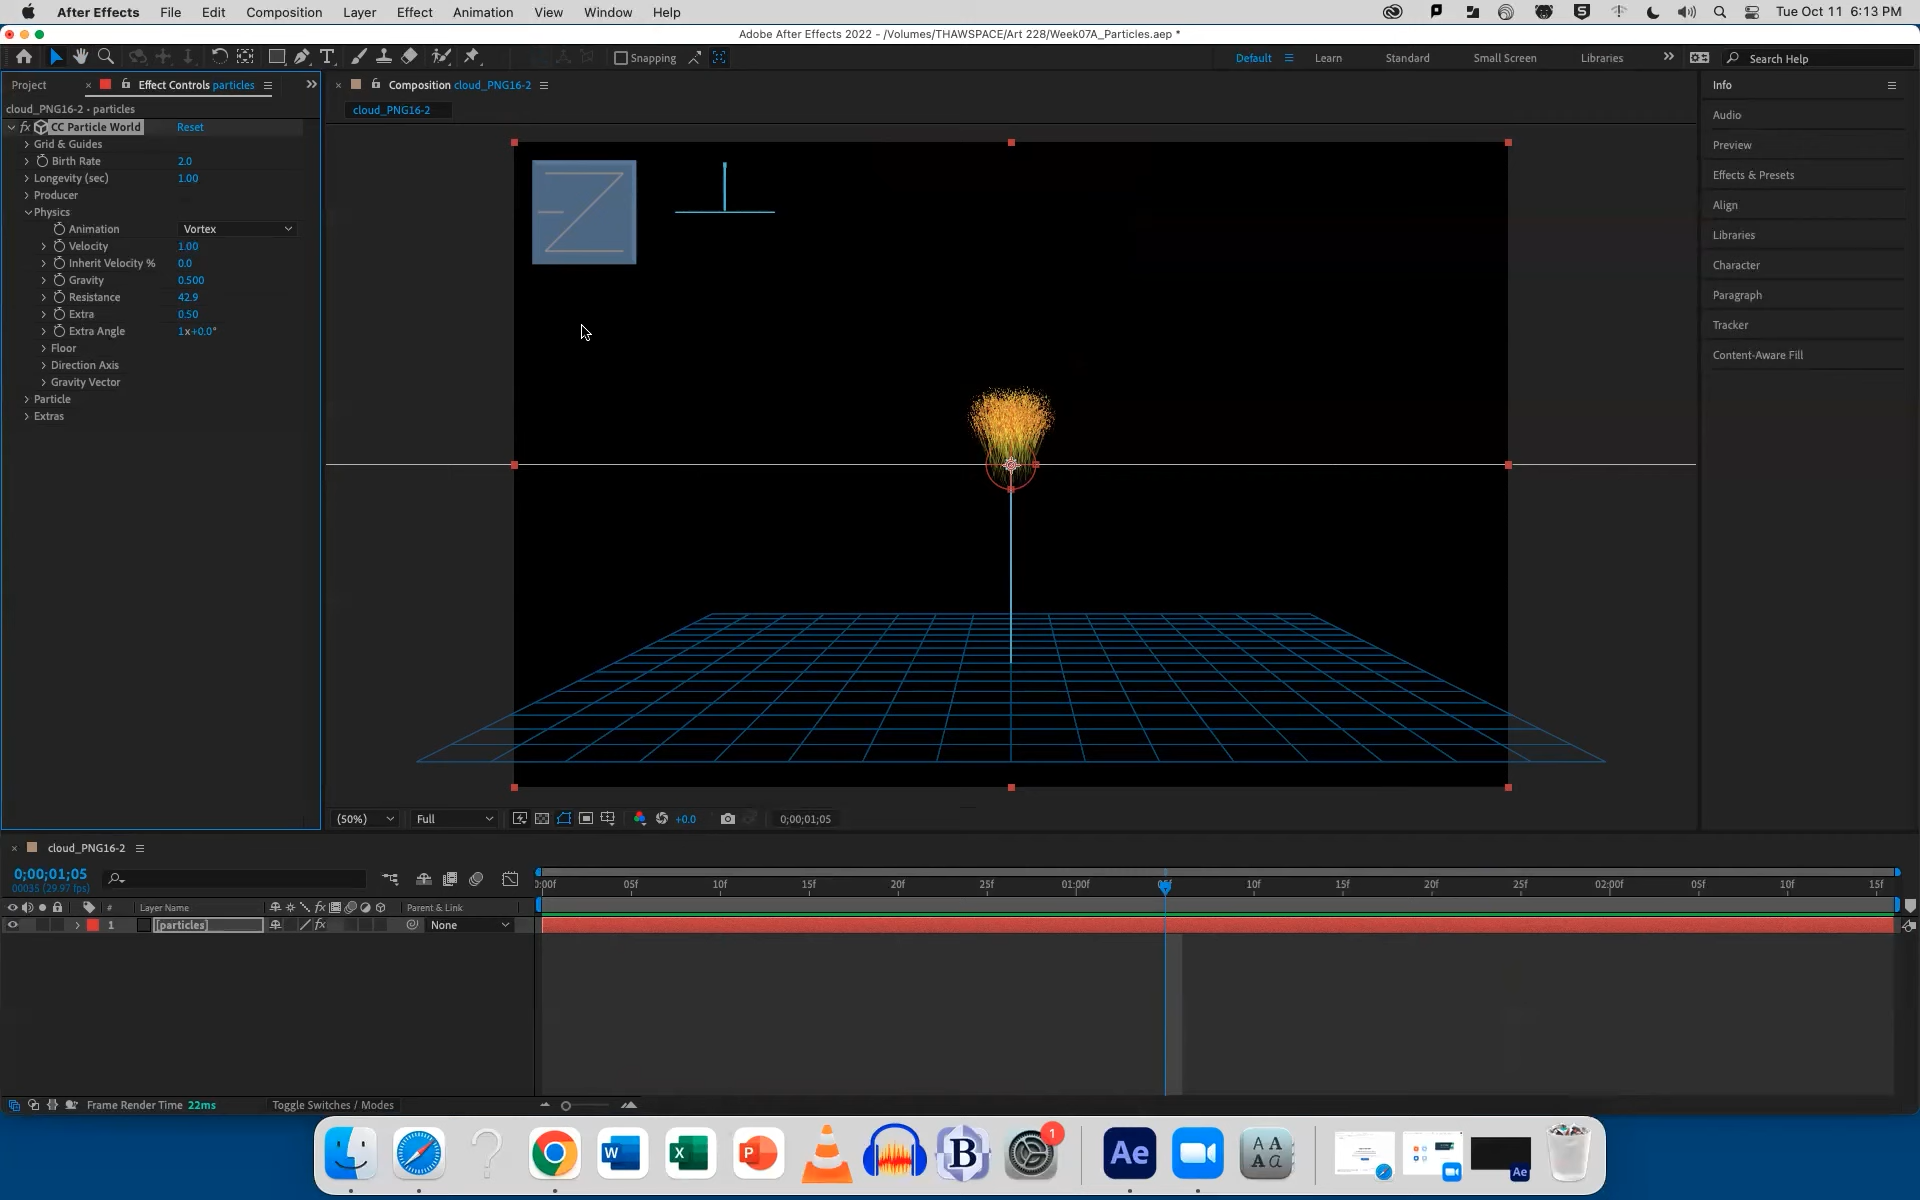 After Effects File Edit Composition Layer Effect Animation View Window Help Tue Oct 11 6:13 PM
Adobe After Effects 2022 - /Volumes/THAWSPACE/Art 228/Week07A_Particles.aep *
Snapping Default Learn Standard Small Screen Libraries Search Help
Project Effect Controls particles Composition cloud_PNG16-2 Info
cloud_PNG16-2 • particles
cloud_PNG16-2
fx CC Particle World Reset
Grid & Guides
Birth Rate 2.0
Longevity (sec) 1.00
Producer
Physics
Animation Vortex
Velocity 1.00
Inherit Velocity % 0.0
Gravity 0.500
Resistance 42.9
Extra 0.50
Extra Angle 1x+0.0°
Floor
Direction Axis
Gravity Vector
Particle
Extras
-Z
Audio
Preview
Effects & Presets
Align
Libraries
Character
Paragraph
Tracker
Content-Aware Fill
(50%) Full +0.0 0;00;01;05
cloud_PNG16-2
0;00;01;05
00035 (29.97 fps)
0:00f 05f 10f 15f 20f 25f 01:00f 05f 10f 15f 20f 25f 02:00f 05f 10f 15f
# Layer Name fx Parent & Link
1 [particles] fx None
Frame Render Time 22ms Toggle Switches / Modes
W X P B 1 Ae A A A a Ae